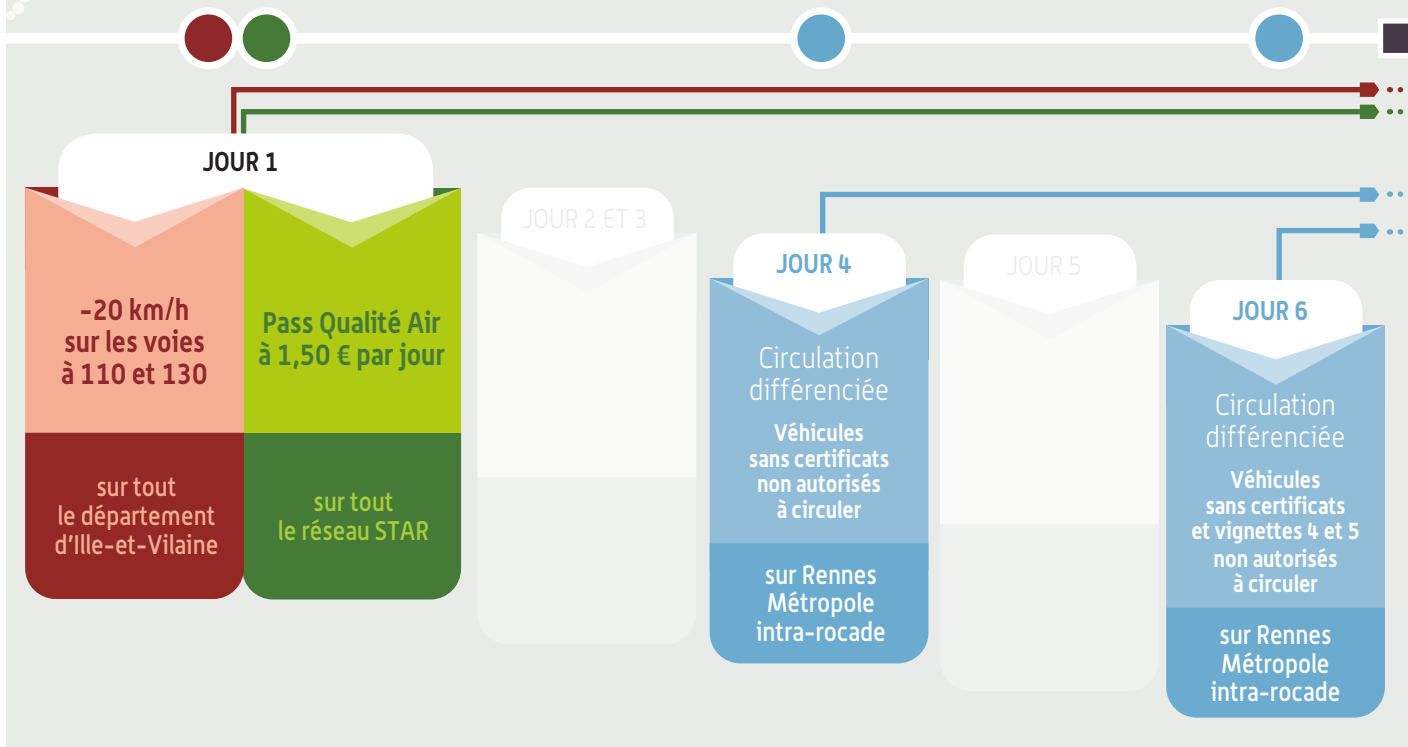 JOUR 1
-20 km/h
sur les voies
à 110 et 130
sur tout
le département
d'Ille-et-Vilaine
Pass Qualité Air
à 1,50 € par jour
sur tout
le réseau STAR
JOUR 2 ET 3
JOUR 4
Circulation
différenciée
Véhicules
sans certificats
non autorisés
à circuler
sur Rennes
Métropole
intra-rocade
JOUR 5
JOUR 6
Circulation
différenciée
Véhicules
sans certificats
et vignettes 4 et 5
non autorisés
à circuler
sur Rennes
Métropole
intra-rocade